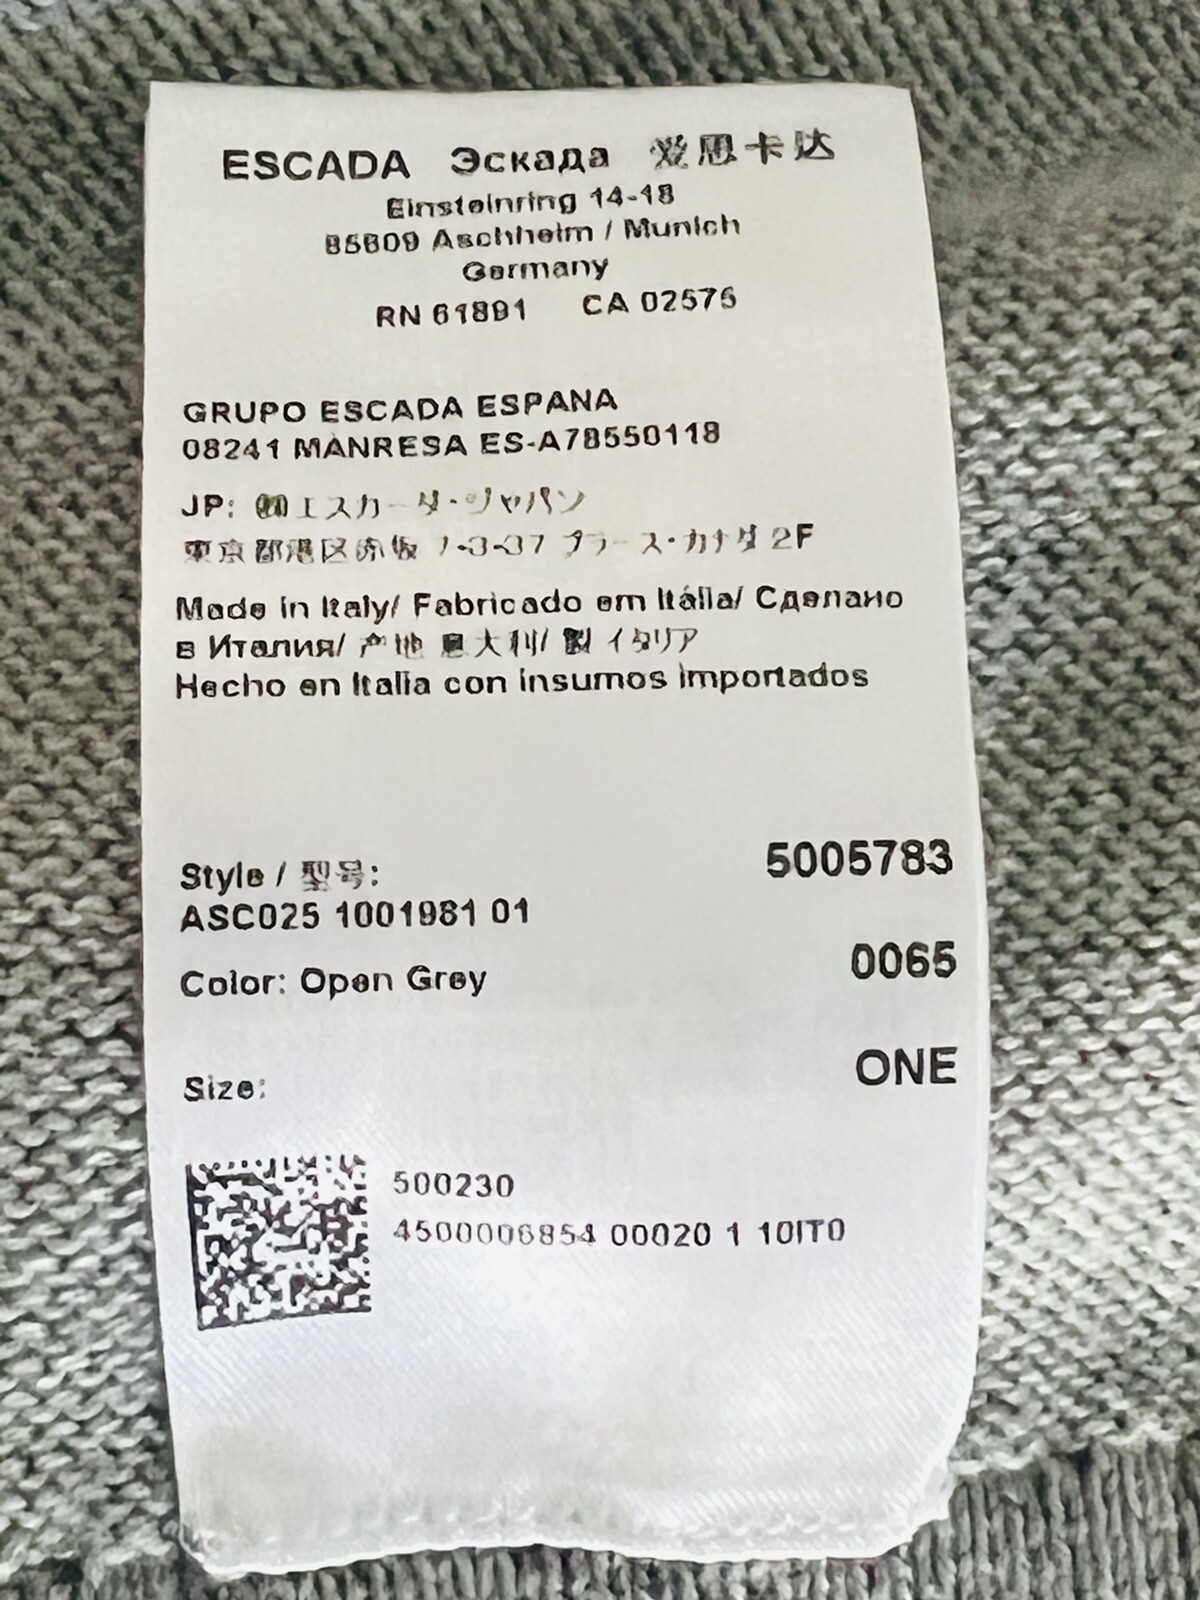 ESCADA Эскада 爱思卡达
Einsteinring 14-18
85609 Aschheim / Munich
Germany
RN 61891 CA 02576
GRUPO ESCADA ESPANA
08241 MANRESA ES-A78550118
JP: ㈱エスカーダ・ジャパン
東京都港区赤坂 7-3-37 プラース・カナダ 2F
Made in Italy/ Fabricado em Itália/ Сделано
в Италия/ 产地 意大利/ 製 イタリア
Hecho en Italia con insumos importados
Style / 型号: 5005783
ASC025 1001981 01
Color: Open Grey 0065
Size: ONE
500230
4500006854 00020 1 10IT0